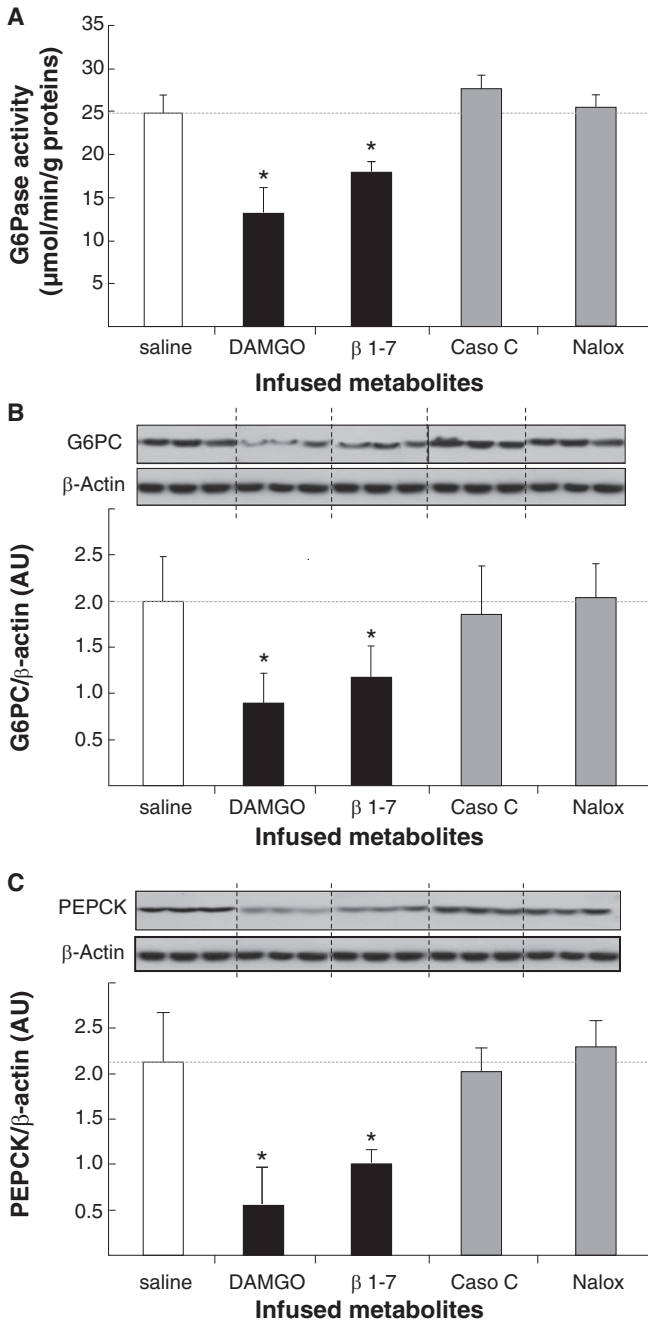 A
G6Pase activity
(µmol/min/g proteins)
35
30
25
20
15
10
5
* *
saline DAMGO β 1-7 Caso C Nalox
Infused metabolites
B
G6PC
β-Actin
G6PC/β-actin (AU)
2.5
2.0
1.5
1.0
0.5
* *
saline DAMGO β 1-7 Caso C Nalox
Infused metabolites
C
PEPCK
β-Actin
PEPCK/β-actin (AU)
2.5
2.0
1.0
0.5
* *
saline DAMGO β 1-7 Caso C Nalox
Infused metabolites